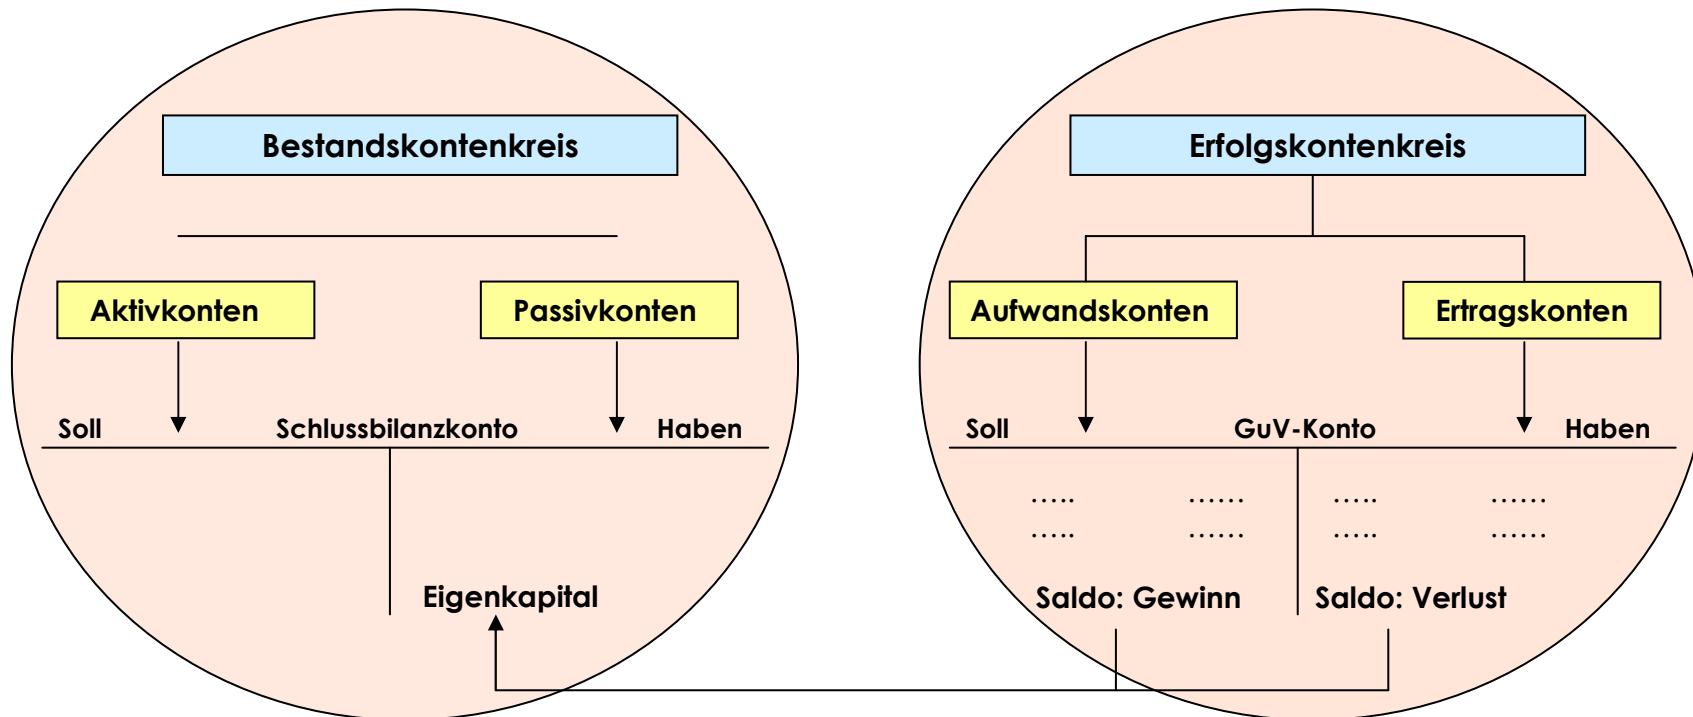 Bestandskontenkreis
Aktivkonten
Passivkonten
Soll
Schlussbilanzkonto
Haben
Eigenkapital
Erfolgskontenkreis
Aufwandskonten
Ertragskonten
Soll
GuV-Konto
Haben
..... ...... ..... ......
..... ...... ..... ......
Saldo: Gewinn
Saldo: Verlust